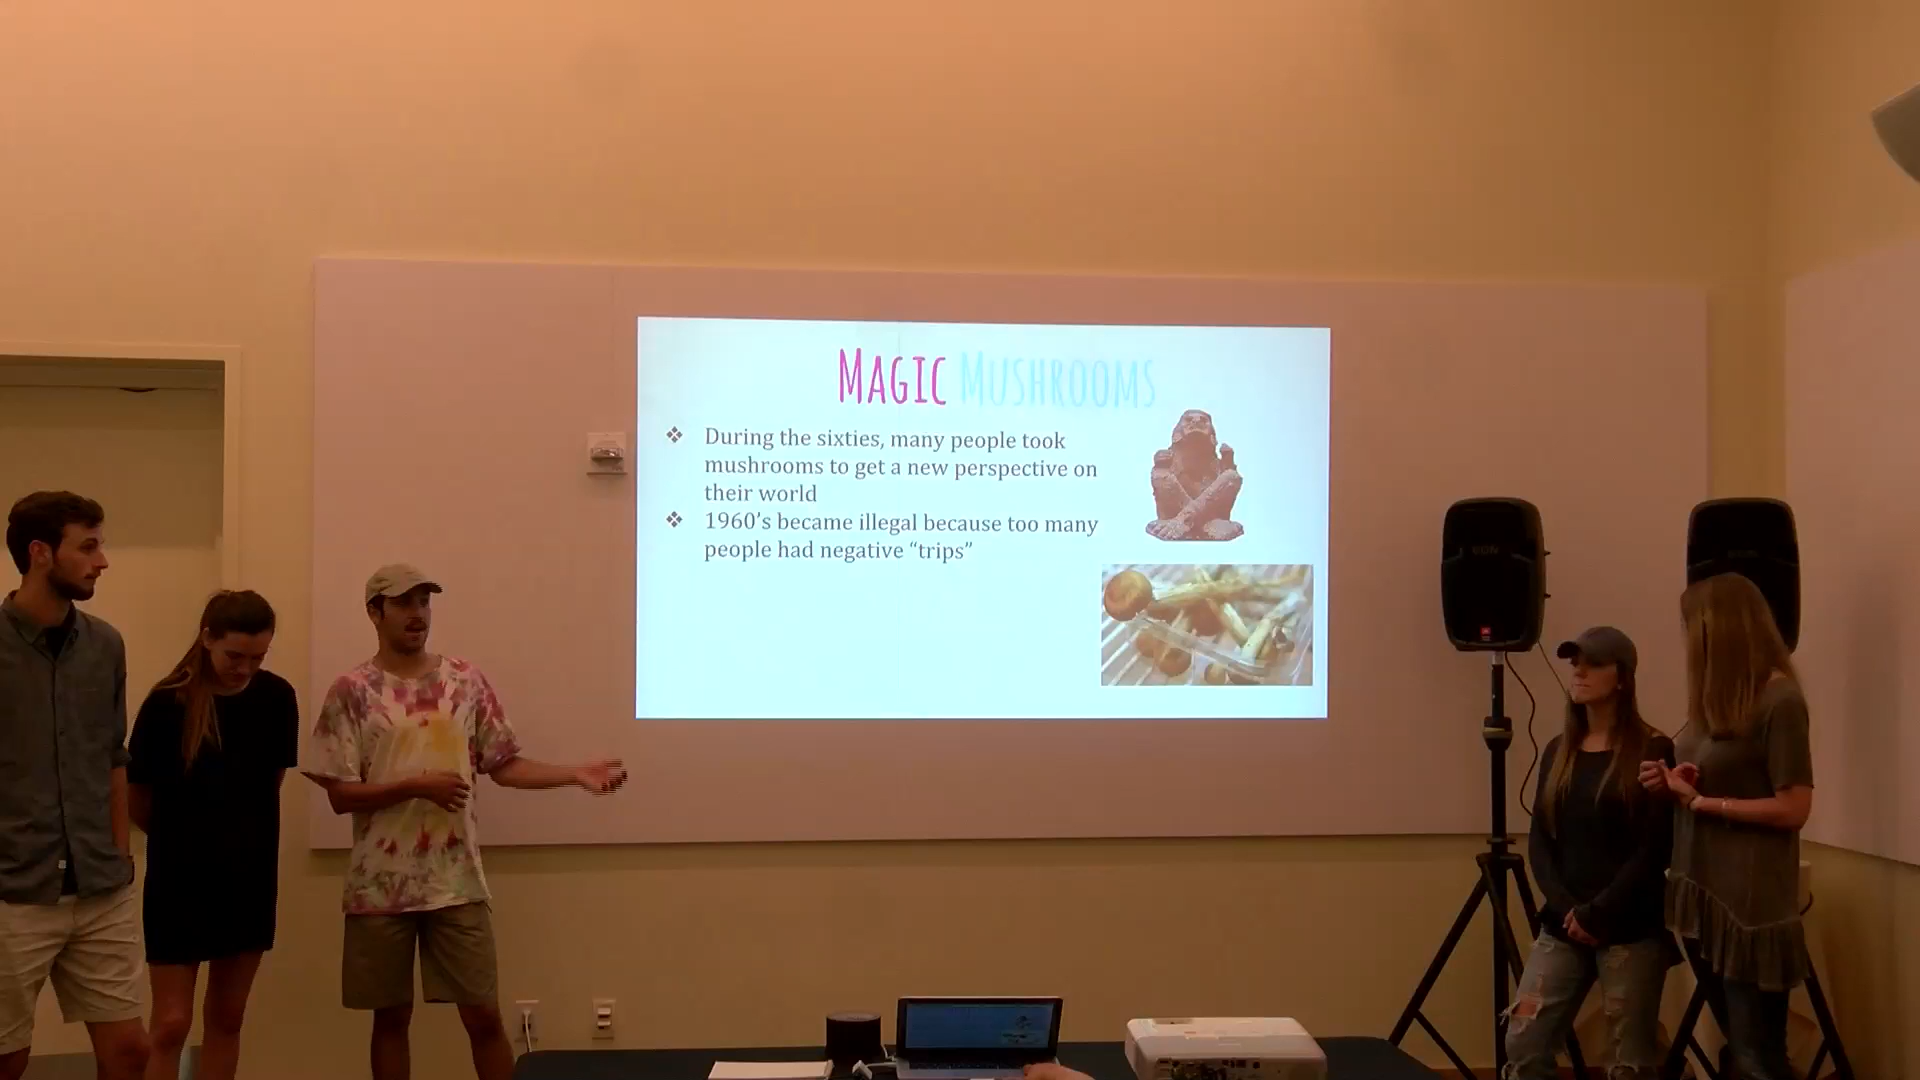 MAGIC MUSHROOMS
❖ During the sixties, many people took
mushrooms to get a new perspective on
their world
❖ 1960’s became illegal because too many
people had negative “trips”